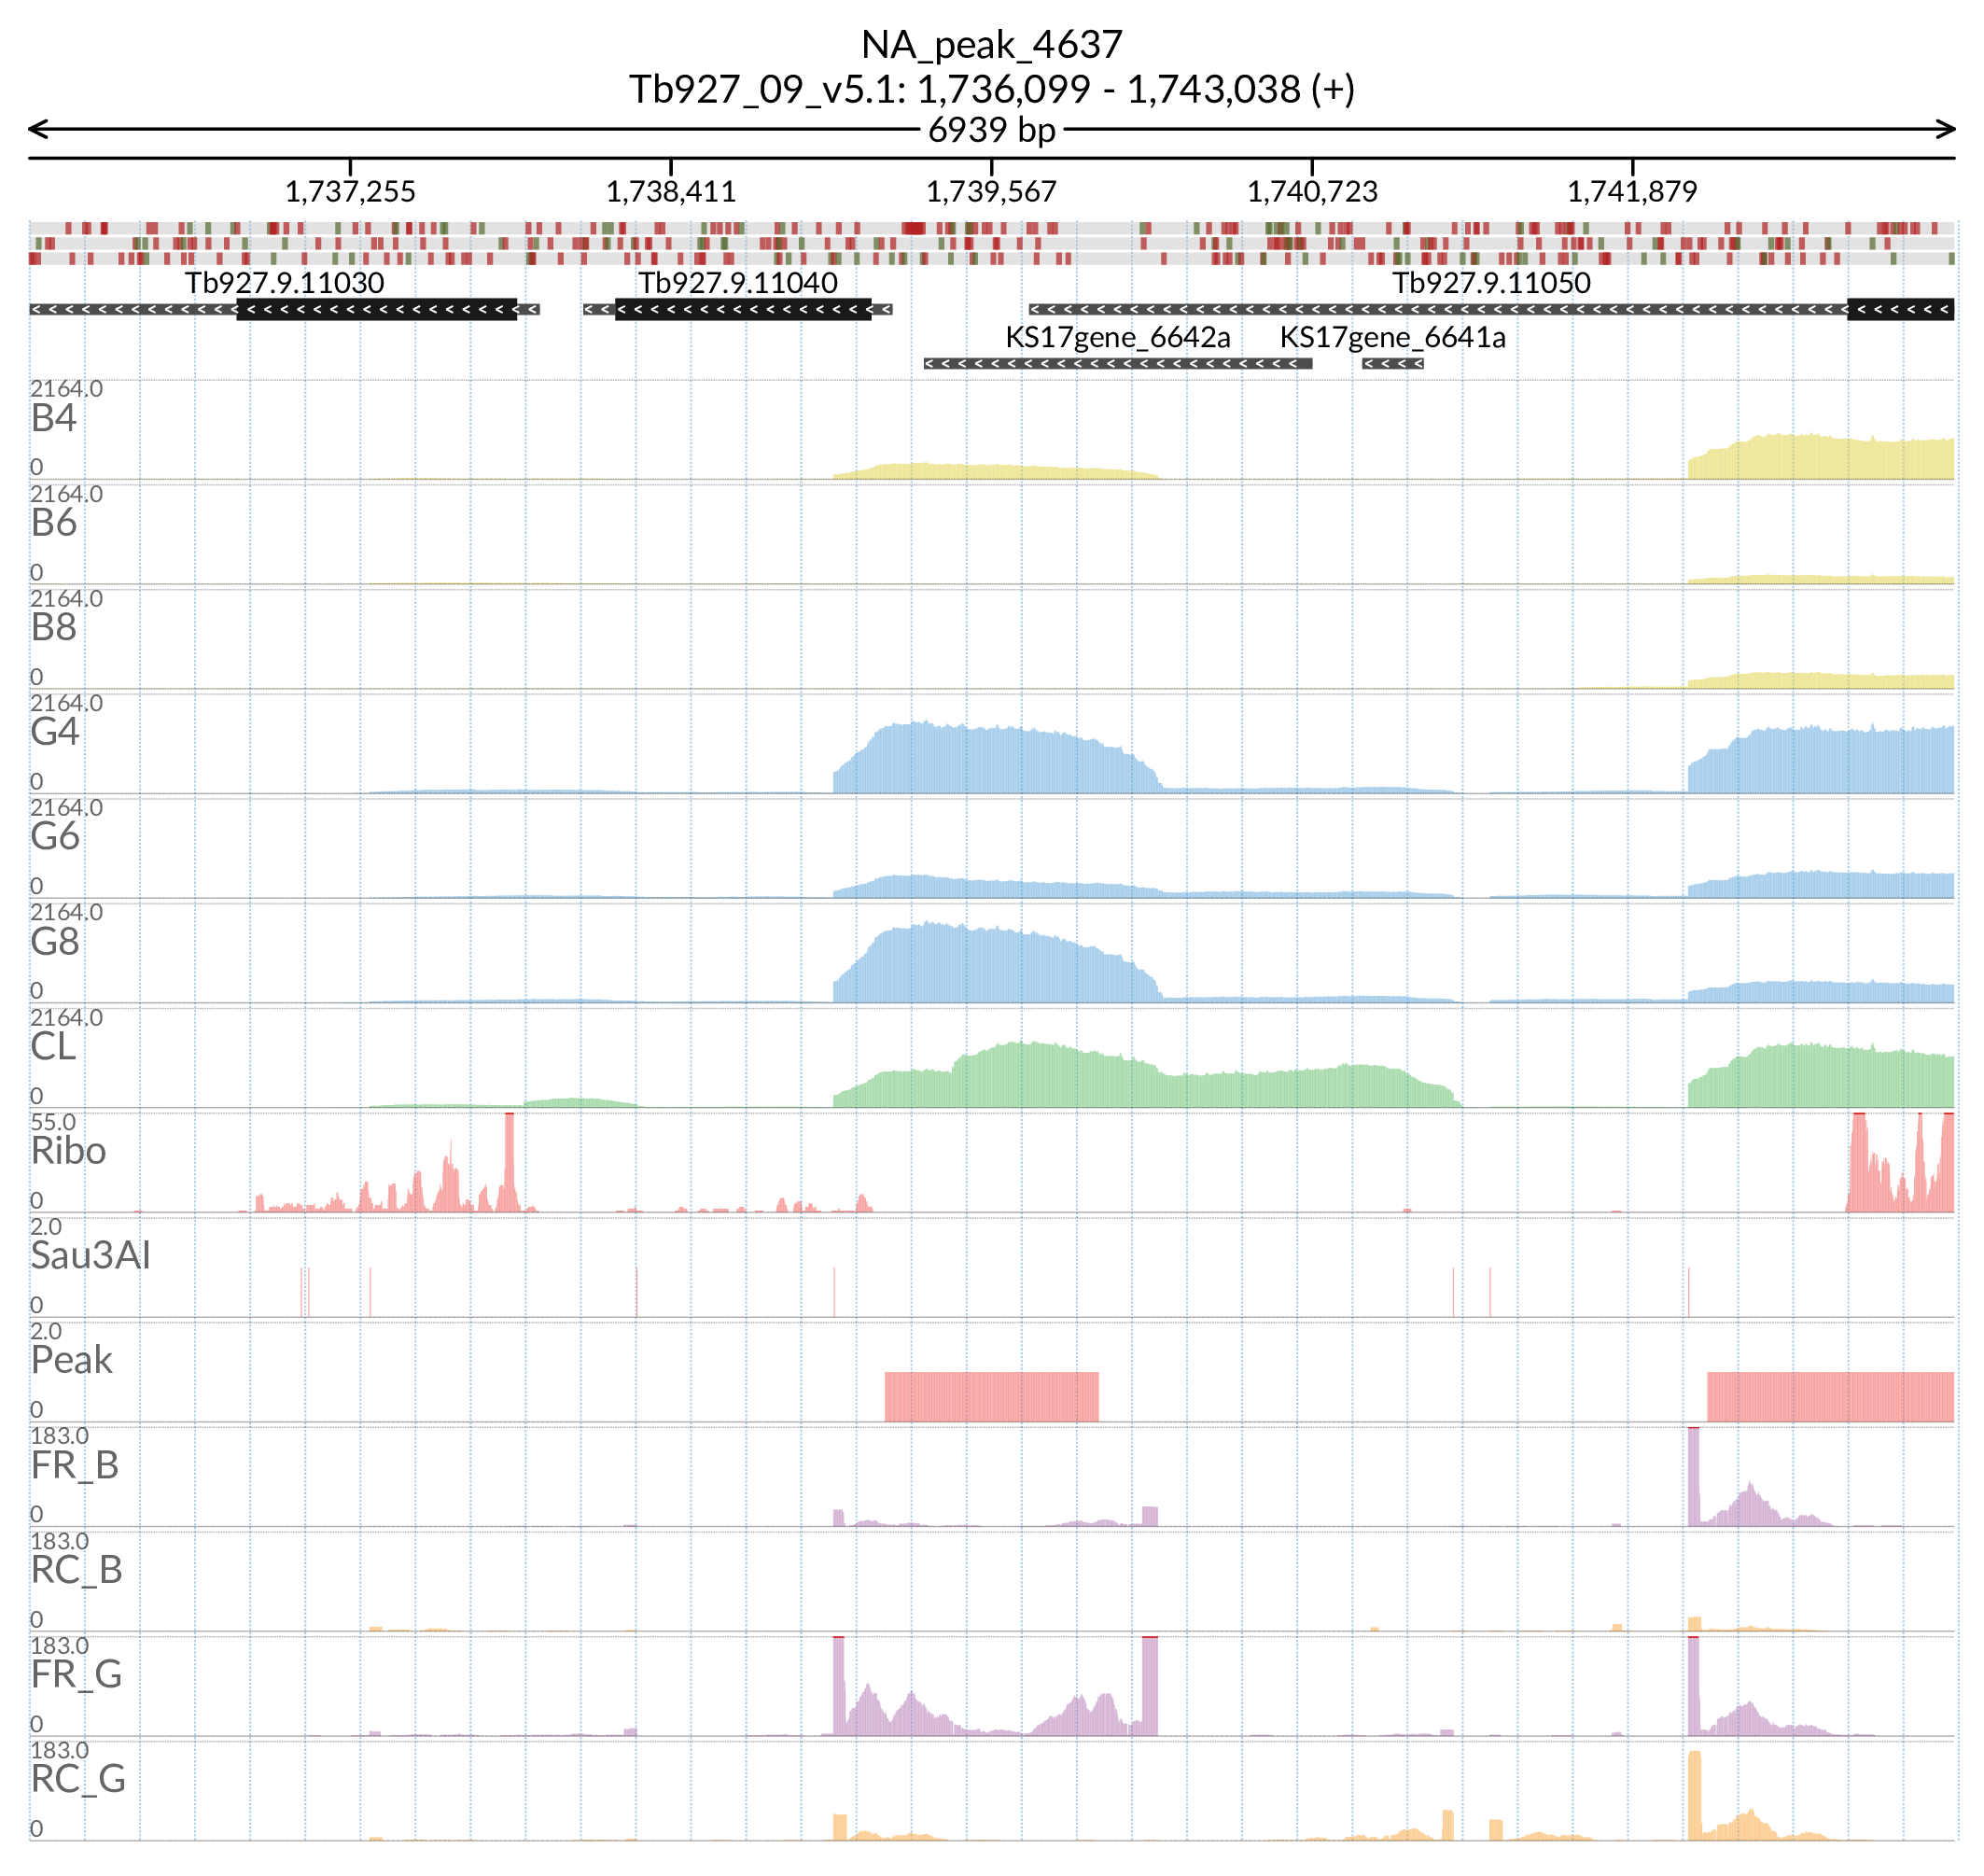 NA_peak_4637
Tb927_09_v5.1: 1,736,099 - 1,743,038 (+)
6939 bp
1,737,255 1,738,411 1,739,567 1,740,723 1,741,879
Tb927.9.11030 Tb927.9.11040 Tb927.9.11050
KS17gene_6642a KS17gene_6641a
2164.0
B4
0
2164.0
B6
0
2164.0
B8
0
2164.0
G4
0
2164.0
G6
0
2164.0
G8
0
2164.0
CL
0
55.0
Ribo
0
2.0
Sau3AI
0
2.0
Peak
0
183.0
FR_B
0
183.0
RC_B
0
183.0
FR_G
0
183.0
RC_G
0